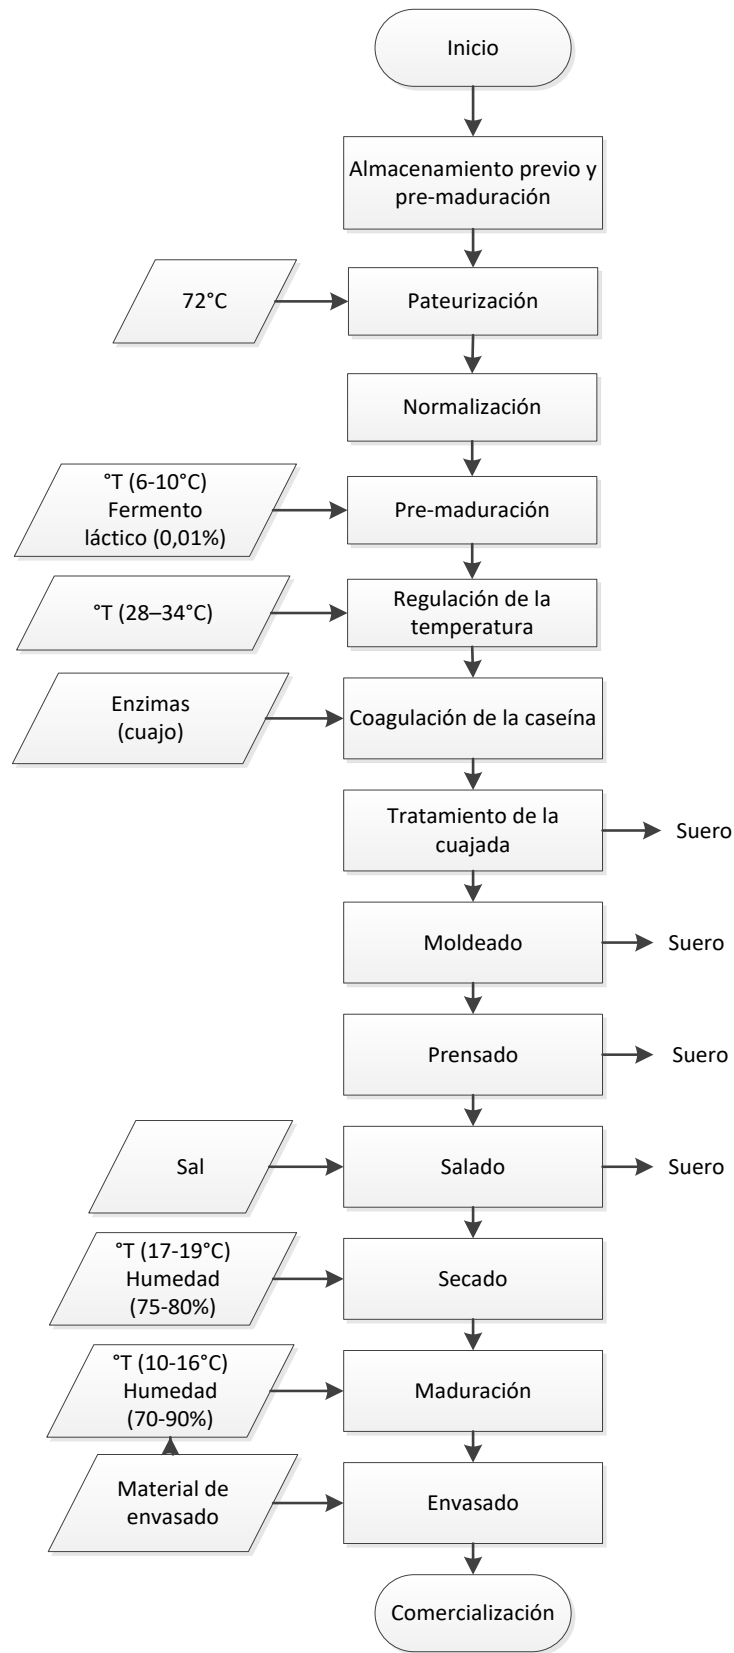 Inicio
Almacenamiento previo y
pre-maduración
72°C
Pateurización
Normalización
°T (6-10°C)
Fermento
láctico (0,01%)
Pre-maduración
°T (28–34°C)
Regulación de la
temperatura
Enzimas
(cuajo)
Coagulación de la caseína
Tratamiento de la
cuajada
Suero
Moldeado
Suero
Prensado
Suero
Sal
Salado
Suero
°T (17-19°C)
Humedad
(75-80%)
Secado
°T (10-16°C)
Humedad
(70-90%)
Maduración
Material de
envasado
Envasado
Comercialización